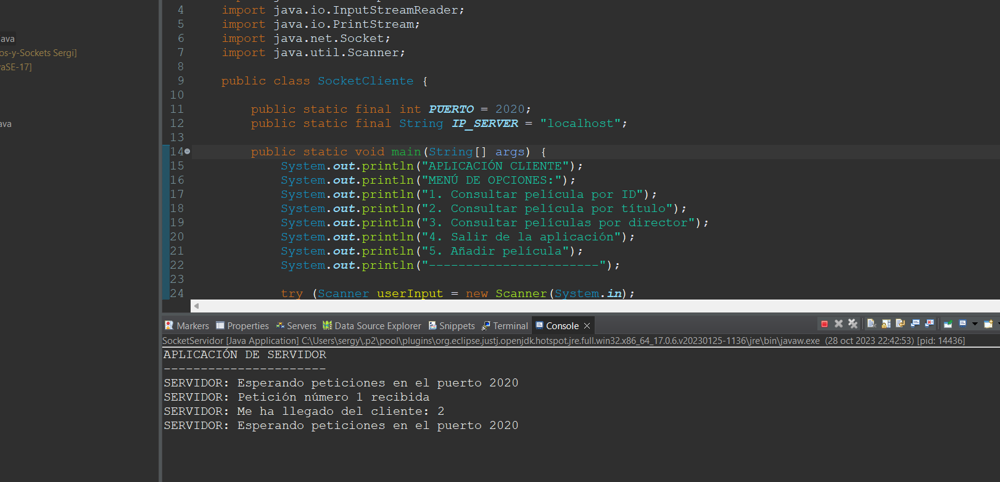 4 import java.io.InputStreamReader;
5 import java.io.PrintStream;
6 import java.net.Socket;
7 import java.util.Scanner;
8
9 public class SocketCliente {
10
11 public static final int PUERTO = 2020;
12 public static final String IP_SERVER = "localhost";
13
14 public static void main(String[] args) {
15 System.out.println("APLICACIÓN CLIENTE");
16 System.out.println("MENÚ DE OPCIONES:");
17 System.out.println("1. Consultar película por ID");
18 System.out.println("2. Consultar película por título");
19 System.out.println("3. Consultar películas por director");
20 System.out.println("4. Salir de la aplicación");
21 System.out.println("5. Añadir película");
22 System.out.println("-----------------------");
23
24 try (Scanner userInput = new Scanner(System.in);
ava
os-y-Sockets Sergi]
aSE-17]
ava
Markers Properties Servers Data Source Explorer Snippets Terminal Console
SocketServidor [Java Application] C:\Users\sergy\.p2\pool\plugins\org.eclipse.justj.openjdk.hotspot.jre.full.win32.x86_64_17.0.6.v20230125-1136\jre\bin\javaw.exe (28 oct 2023 22:42:53) [pid: 14436]
APLICACIÓN DE SERVIDOR
----------------------
SERVIDOR: Esperando peticiones en el puerto 2020
SERVIDOR: Petición número 1 recibida
SERVIDOR: Me ha llegado del cliente: 2
SERVIDOR: Esperando peticiones en el puerto 2020